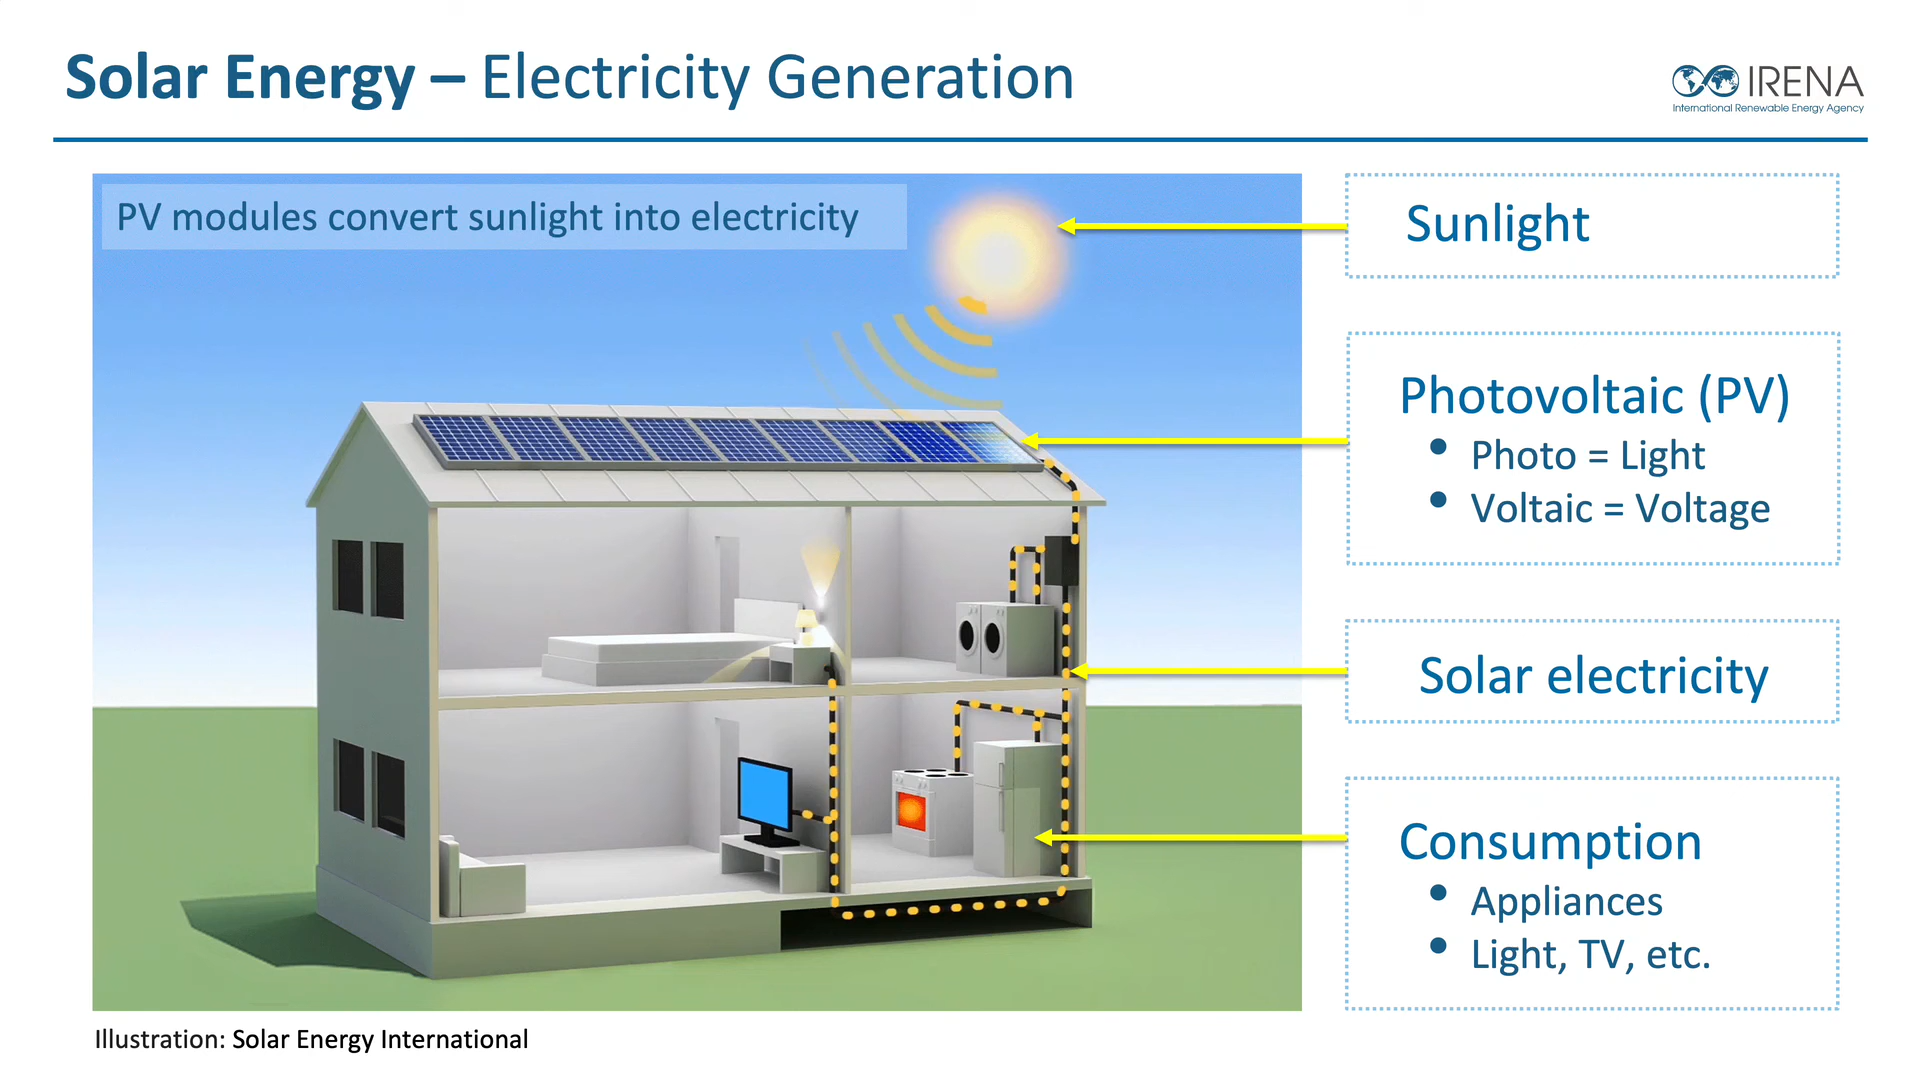 Solar Energy – Electricity Generation
IRENA
International Renewable Energy Agency
PV modules convert sunlight into electricity
Sunlight
Photovoltaic (PV)
• Photo = Light
• Voltaic = Voltage
Solar electricity
Consumption
• Appliances
• Light, TV, etc.
Illustration: Solar Energy International